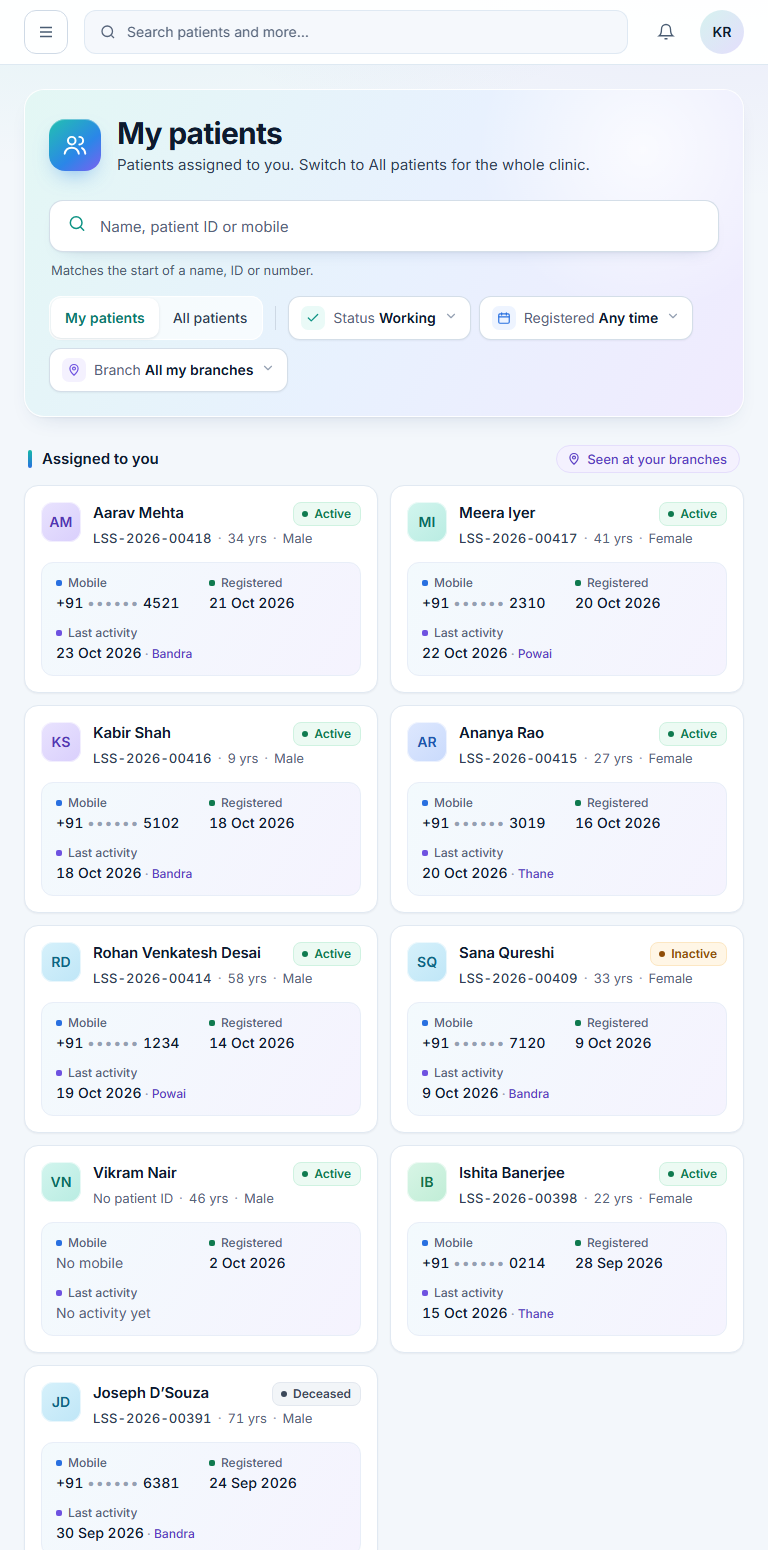 Search patients and more...
KR
My patients
Patients assigned to you. Switch to All patients for the whole clinic.
Name, patient ID or mobile
Matches the start of a name, ID or number.
My patients
All patients
Status Working
Registered Any time
Branch All my branches
Assigned to you
Seen at your branches
AM
Aarav Mehta
Active
LSS-2026-00418 · 34 yrs · Male
Mobile
Registered
+91 •••••• 4521
21 Oct 2026
Last activity
23 Oct 2026 · Bandra
MI
Meera Iyer
Active
LSS-2026-00417 · 41 yrs · Female
Mobile
Registered
+91 •••••• 2310
20 Oct 2026
Last activity
22 Oct 2026 · Powai
KS
Kabir Shah
Active
LSS-2026-00416 · 9 yrs · Male
Mobile
Registered
+91 •••••• 5102
18 Oct 2026
Last activity
18 Oct 2026 · Bandra
AR
Ananya Rao
Active
LSS-2026-00415 · 27 yrs · Female
Mobile
Registered
+91 •••••• 3019
16 Oct 2026
Last activity
20 Oct 2026 · Thane
RD
Rohan Venkatesh Desai
Active
LSS-2026-00414 · 58 yrs · Male
Mobile
Registered
+91 •••••• 1234
14 Oct 2026
Last activity
19 Oct 2026 · Powai
SQ
Sana Qureshi
Inactive
LSS-2026-00409 · 33 yrs · Female
Mobile
Registered
+91 •••••• 7120
9 Oct 2026
Last activity
9 Oct 2026 · Bandra
VN
Vikram Nair
Active
No patient ID · 46 yrs · Male
Mobile
Registered
No mobile
2 Oct 2026
Last activity
No activity yet
IB
Ishita Banerjee
Active
LSS-2026-00398 · 22 yrs · Female
Mobile
Registered
+91 •••••• 0214
28 Sep 2026
Last activity
15 Oct 2026 · Thane
JD
Joseph D’Souza
Deceased
LSS-2026-00391 · 71 yrs · Male
Mobile
Registered
+91 •••••• 6381
24 Sep 2026
Last activity
30 Sep 2026 · Bandra